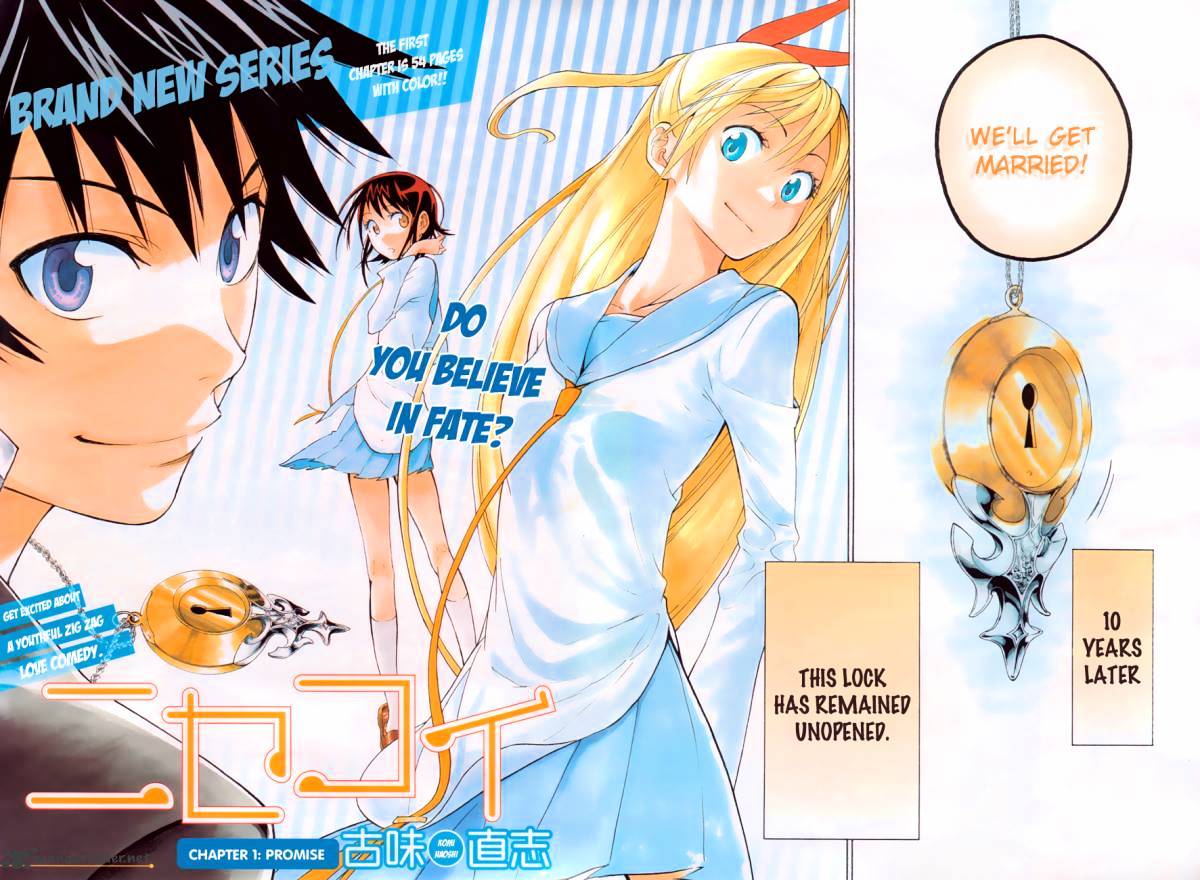 WE'LL GET
MARRIED!
10
YEARS
LATER
THIS LOCK
HAS REMAINED
UNOPENED.
BRAND NEW SERIES
THE FIRST
CHAPTER IS 54 PAGES
WITH COLOR!!
DO
YOU BELIEVE
IN FATE?
GET EXCITED ABOUT
A YOUTHFUL ZIG ZAG
LOVE COMEDY.
ニセコイ
CHAPTER 1: PROMISE
古味 直志
KOMI
NAOSHI